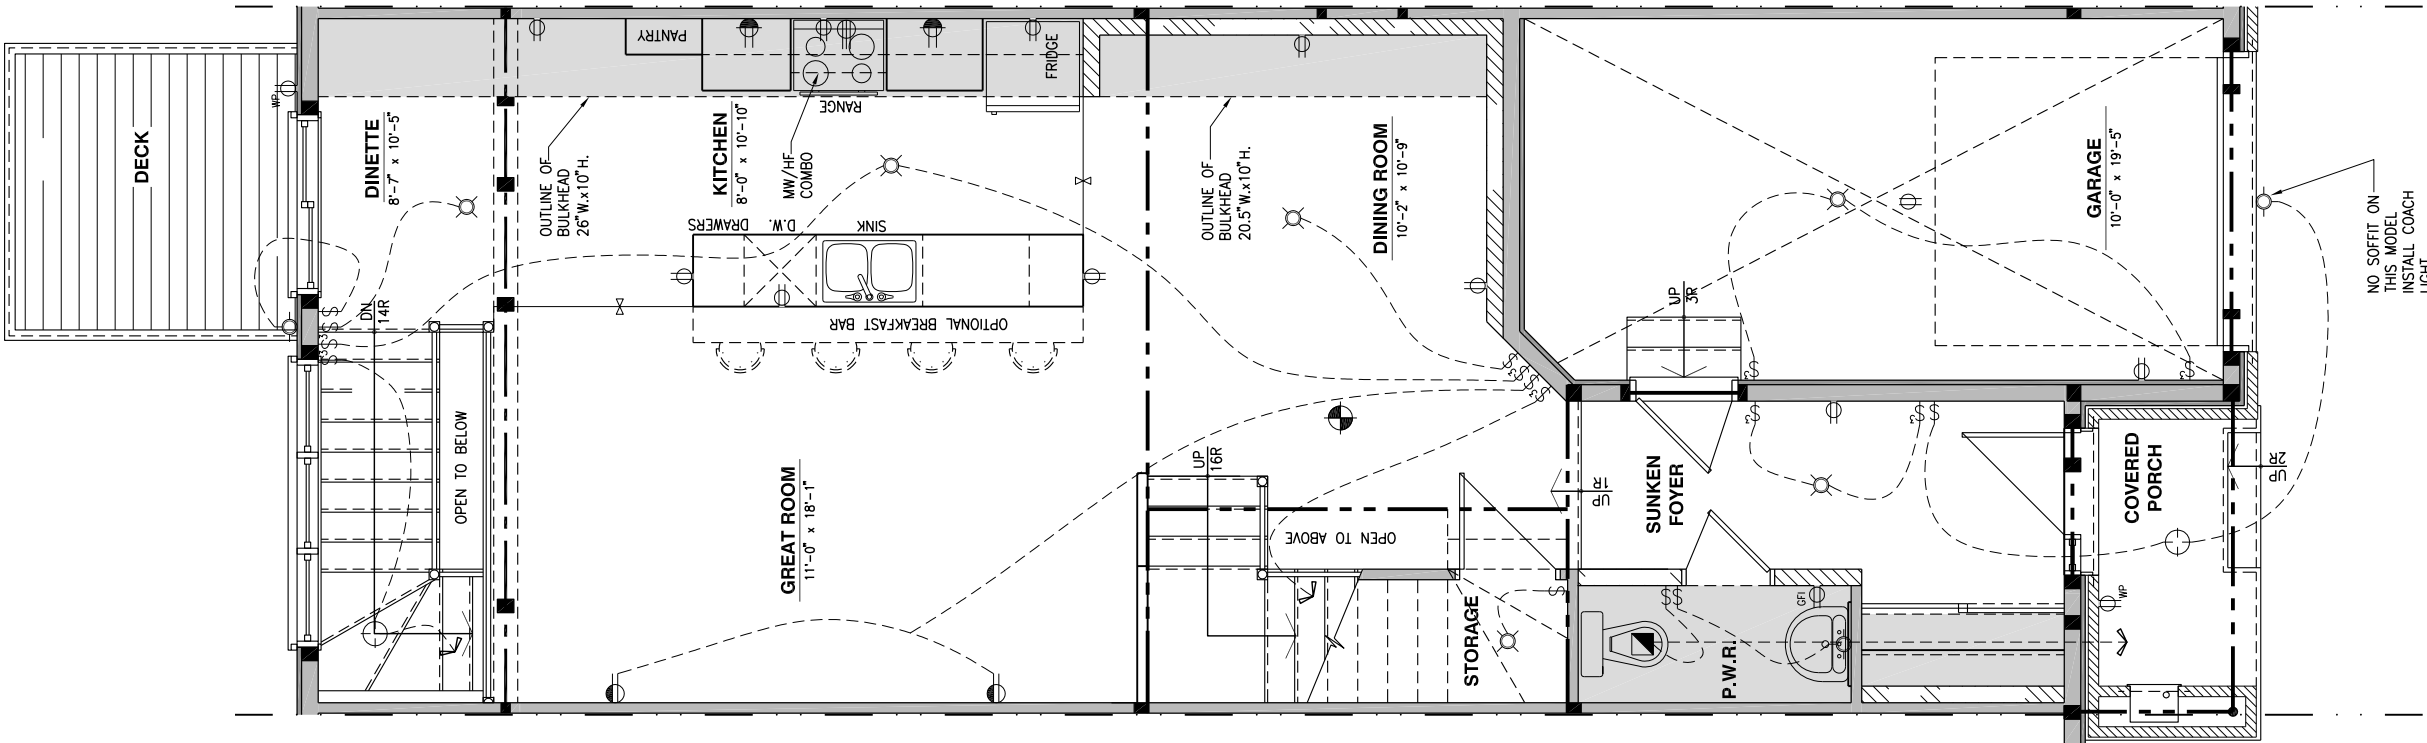 DECK
WP
DINETTE
8'-7" x 10'-5"
DN
14R
OPEN TO BELOW
OUTLINE OF
BULKHEAD
26"W.x10"H.
PANTRY
KITCHEN
8'-0" x 10'-10"
RANGE
MW/HF
COMBO
FRIDGE
DRAWERS
D.W.
SINK
OPTIONAL BREAKFAST BAR
GREAT ROOM
11'-0" x 18'-1"
OUTLINE OF
BULKHEAD
20.5"W.x10"H.
DINING ROOM
10'-2" x 10'-9"
UP
16R
OPEN TO ABOVE
STORAGE
UP
1R
SUNKEN
FOYER
P.W.R.
GFI
UP
3R
GARAGE
10'-0" x 19'-5"
COVERED
PORCH
WP
UP
2R
NO SOFFIT ON
THIS MODEL
INSTALL COACH
LIGHT